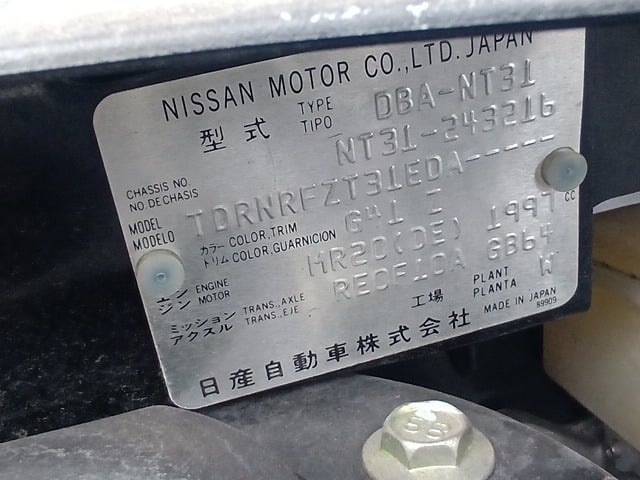 NISSAN MOTOR CO.,LTD. JAPAN
型式 TYPE TIPO DBA-NT31
CHASSIS NO. NO.DE CHASIS NT31-243216
MODEL MODELO TDRNRFZT31EDA-----
カラー COLOR,TRIM
トリム COLOR,GUARNICION G41 I
エンジン ENGINE MOTOR MR20(DE) 1997 CC
ミッション TRANS.,AXLE
アクスル TRANS.,EJE RE0F10A GB64
工場 PLANT PLANTA W
MADE IN JAPAN
89909
日産自動車株式会社